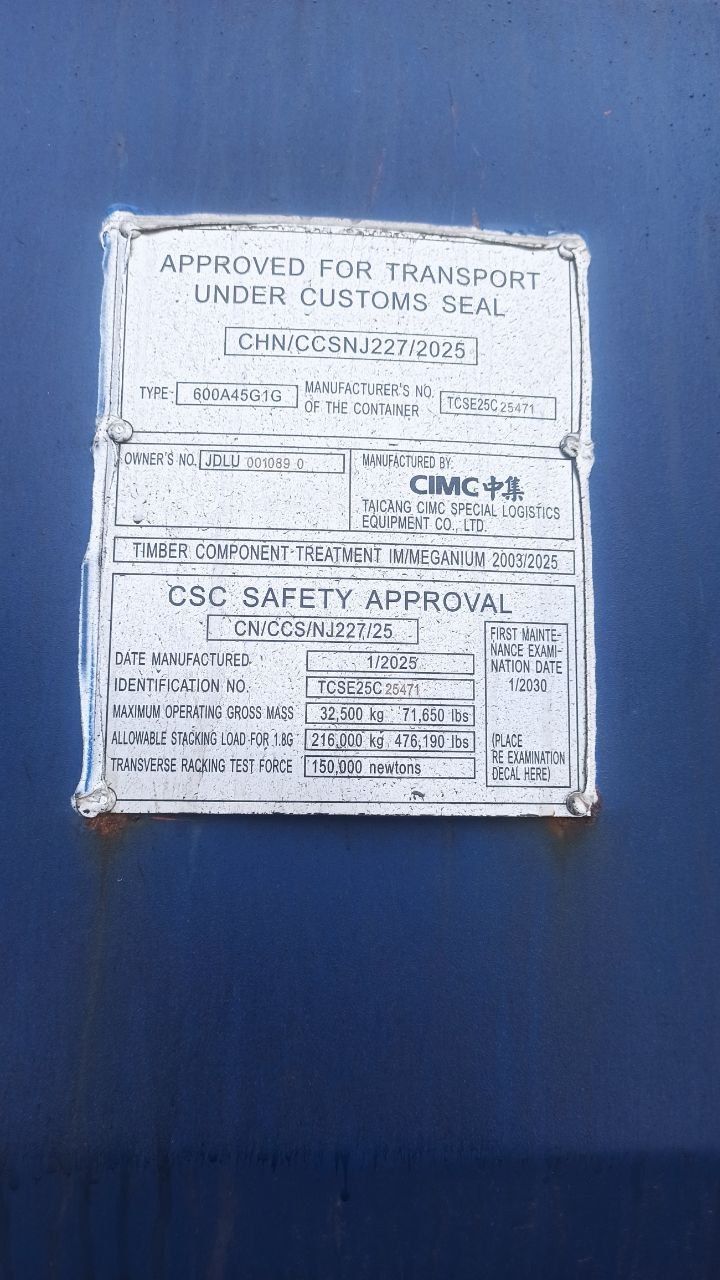 APPROVED FOR TRANSPORT
UNDER CUSTOMS SEAL
CHN/CCSNJ227/2025
TYPE 600A45G1G MANUFACTURER'S NO. OF THE CONTAINER TCSE25C 25471
OWNER'S NO. JDLU 001089 0
MANUFACTURED BY:
CIMC 中集
TAICANG CIMC SPECIAL LOGISTICS
EQUIPMENT CO., LTD.
TIMBER COMPONENT TREATMENT IM/MEGANIUM 2003/2025
CSC SAFETY APPROVAL
CN/CCS/NJ227/25
DATE MANUFACTURED 1/2025
IDENTIFICATION NO. TCSE25C 25471
MAXIMUM OPERATING GROSS MASS 32,500 kg 71,650 lbs
ALLOWABLE STACKING LOAD FOR 1.8G 216,000 kg 476,190 lbs
TRANSVERSE RACKING TEST FORCE 150,000 newtons
FIRST MAINTE-
NANCE EXAMI-
NATION DATE
1/2030
(PLACE
RE EXAMINATION
DECAL HERE)